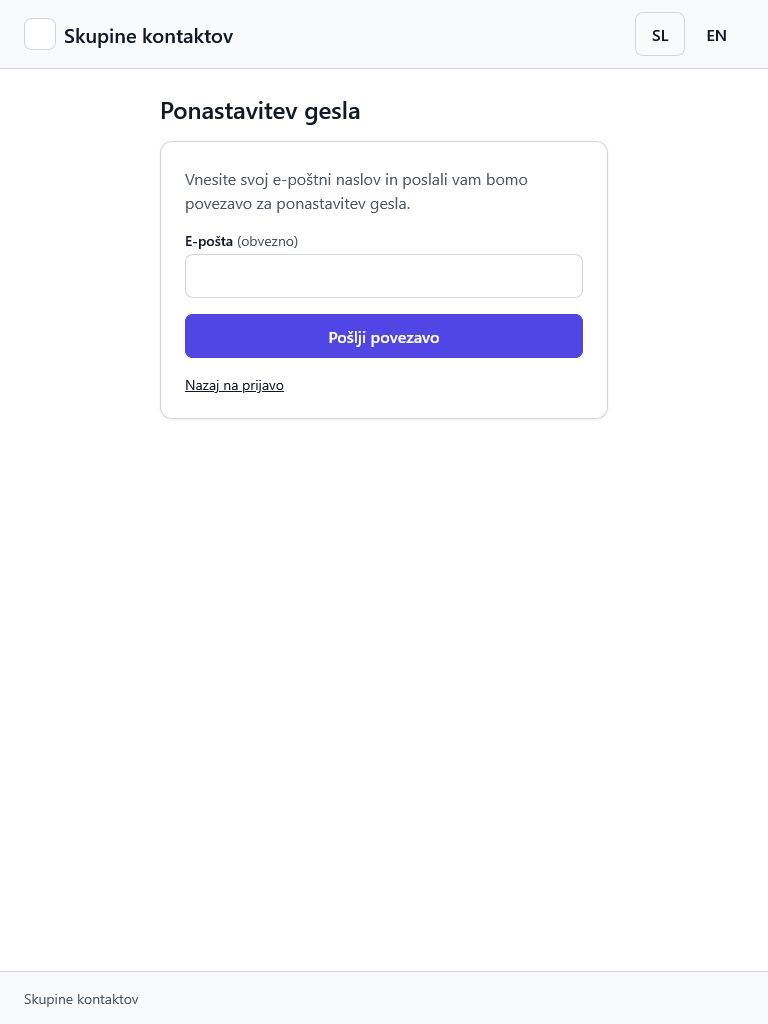 Skupine kontaktov
SL
EN
Ponastavitev gesla
Vnesite svoj e-poštni naslov in poslali vam bomo
povezavo za ponastavitev gesla.
E-pošta (obvezno)
Pošlji povezavo
Nazaj na prijavo
Skupine kontaktov